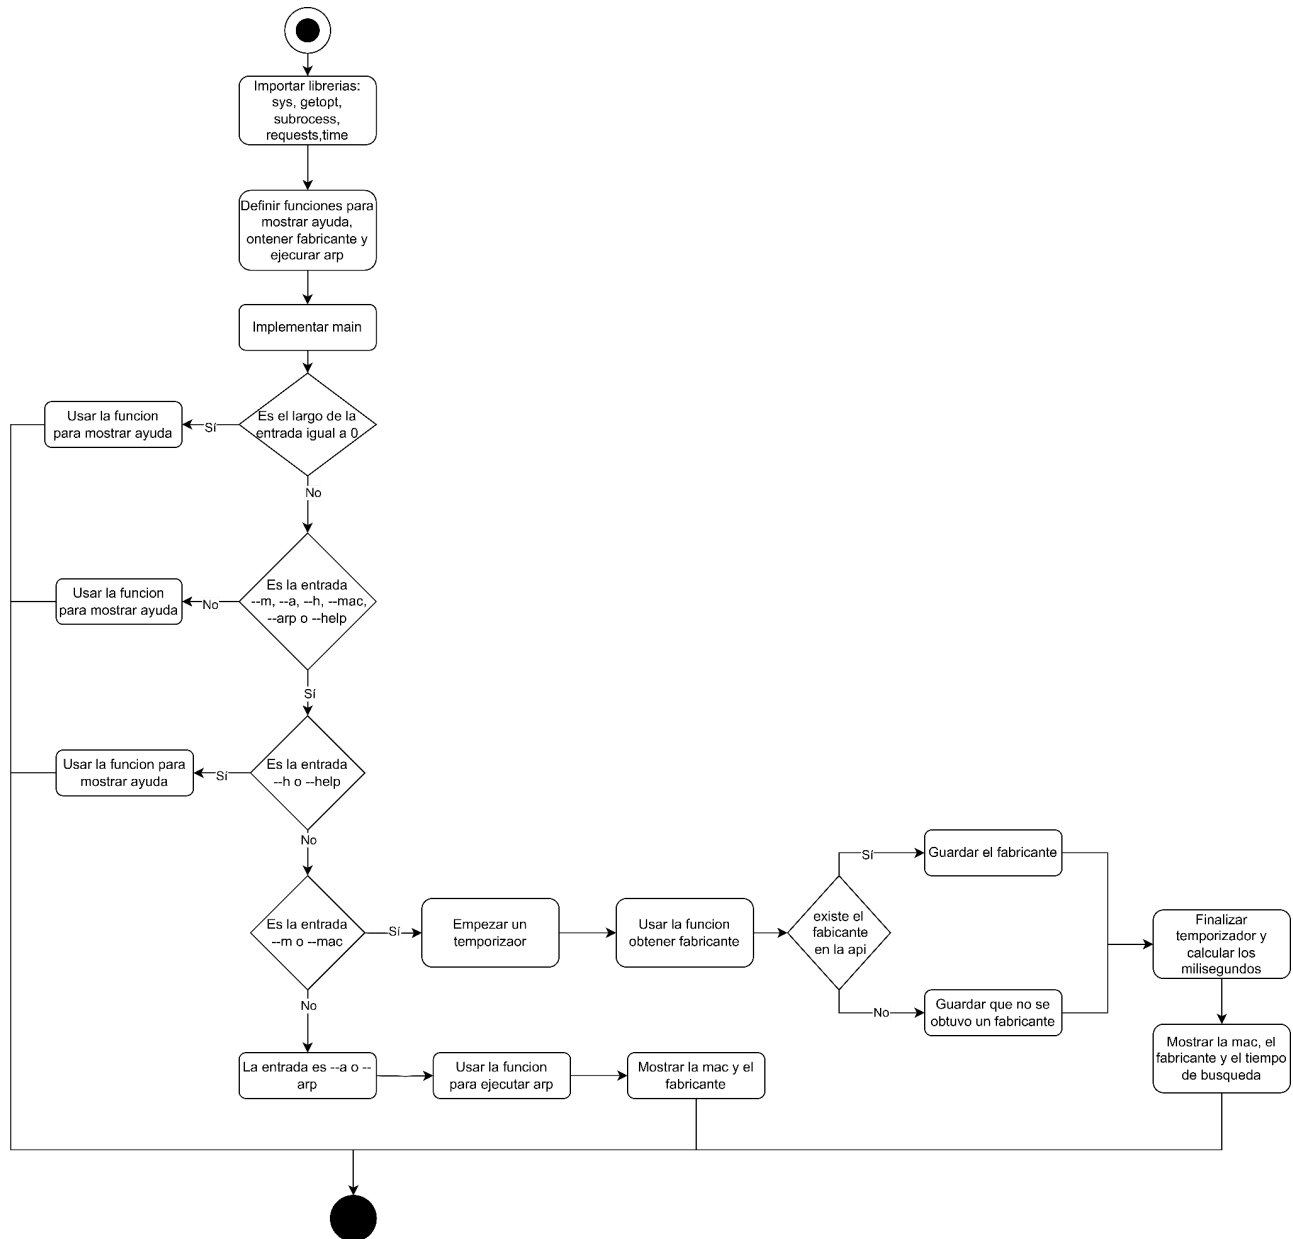 Importar librerias:
sys, getopt,
subrocess,
requests,time
Definir funciones para
mostrar ayuda,
ontener fabricante y
ejecurar arp
Implementar main
Es el largo de la
entrada igual a 0
Sí
Usar la funcion
para mostrar ayuda
No
Es la entrada
--m, --a, --h, --mac,
--arp o --help
No
Usar la funcion
para mostrar ayuda
Sí
Es la entrada
--h o --help
Sí
Usar la funcion para
mostrar ayuda
No
Es la entrada
--m o --mac
Sí
Empezar un
temporizaor
Usar la funcion
obtener fabricante
existe el
fabicante
en la api
Sí
Guardar el fabricante
No
Guardar que no se
obtuvo un fabricante
Finalizar
temporizador y
calcular los
milisegundos
Mostrar la mac, el
fabricante y el tiempo
de busqueda
No
La entrada es --a o --
arp
Usar la funcion
para ejecutar arp
Mostrar la mac y el
fabricante